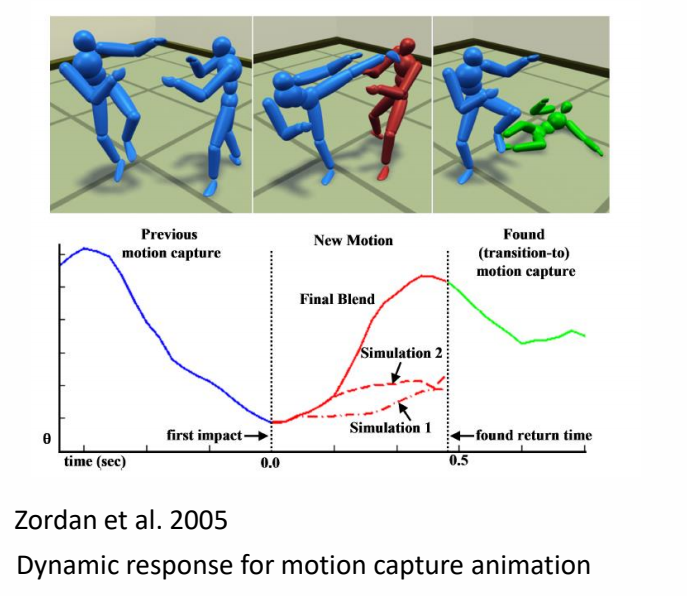 Previous
motion capture
New Motion
Found
(transition-to)
motion capture
Final Blend
Simulation 2
Simulation 1
first impact
found return time
θ
time (sec)
0.0
0.5
Zordan et al. 2005
Dynamic response for motion capture animation